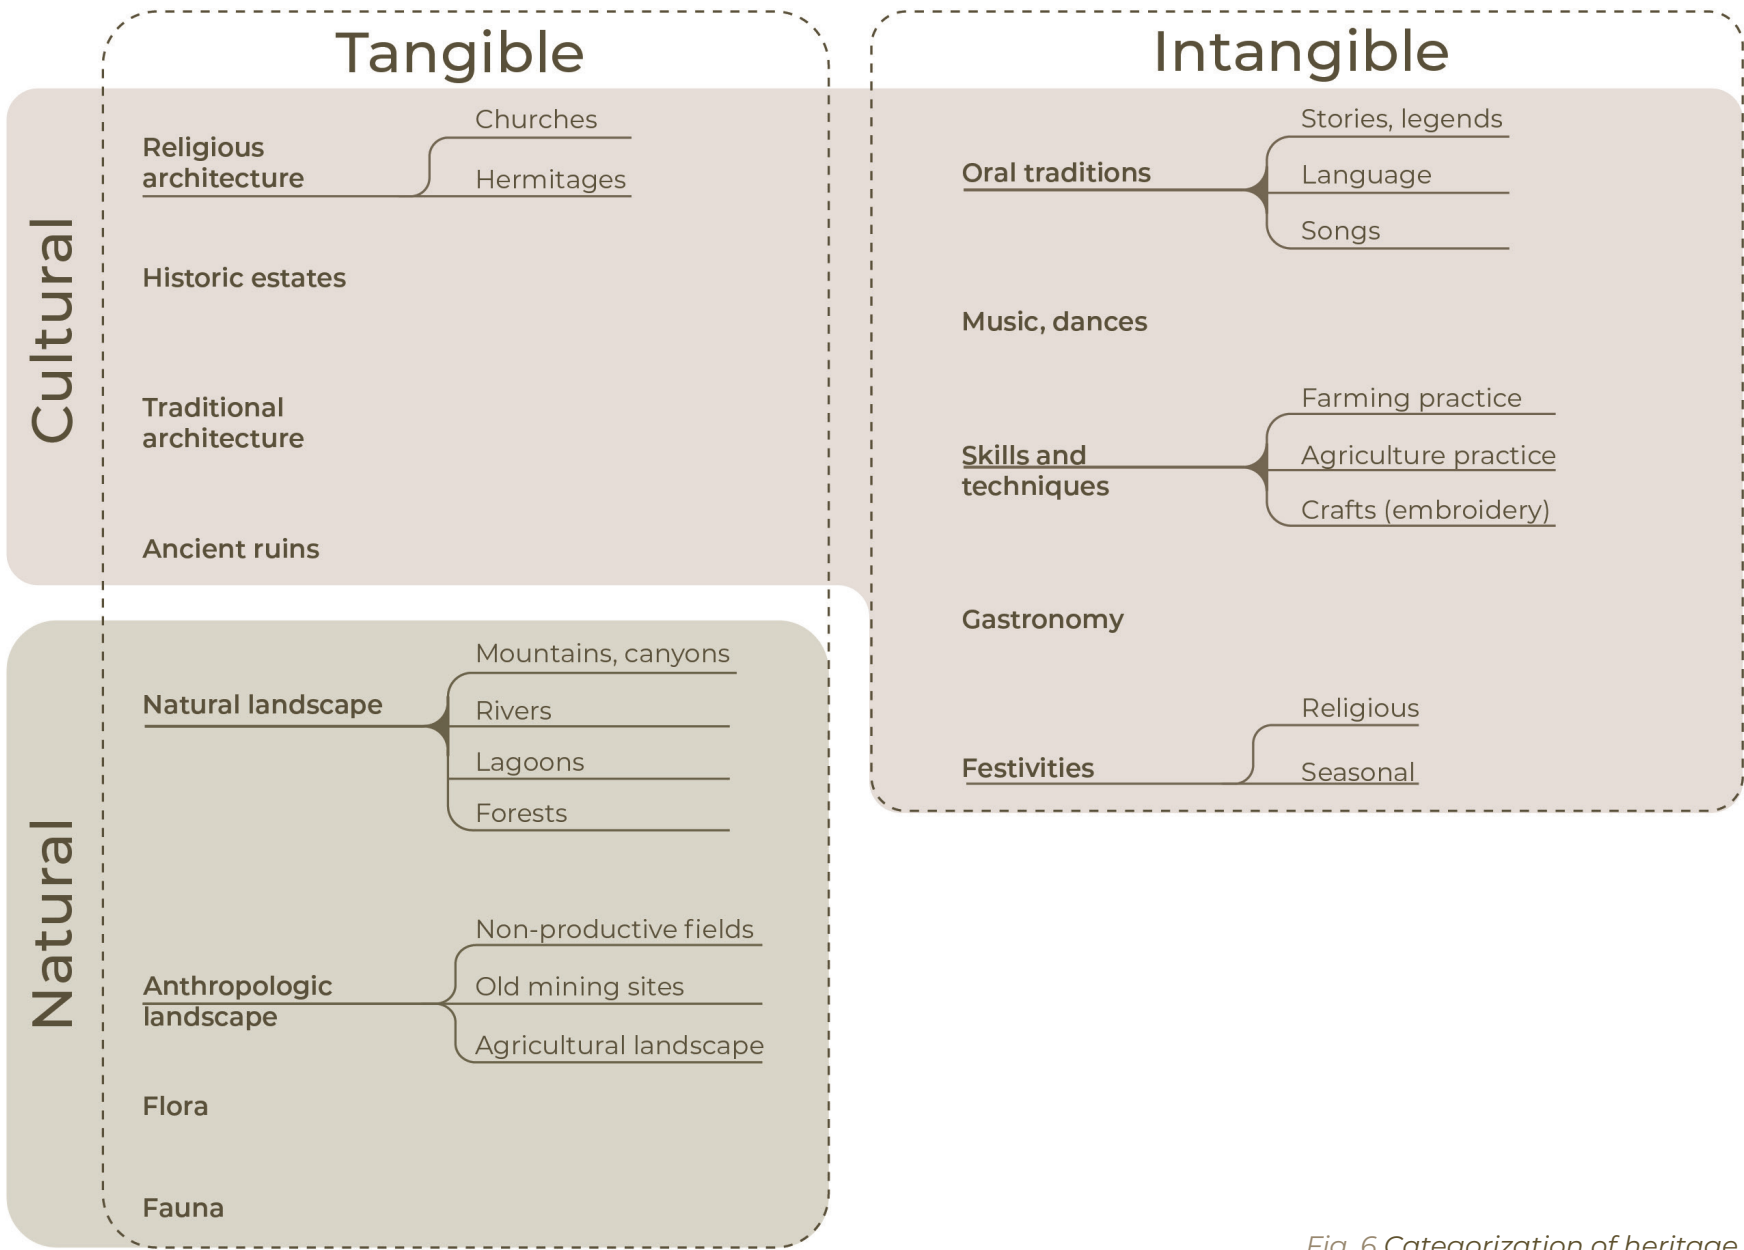 Tangible
Intangible
Cultural
Religious
architecture
Churches
Hermitages
Historic estates
Traditional
architecture
Ancient ruins
Oral traditions
Stories, legends
Language
Songs
Music, dances
Skills and
techniques
Farming practice
Agriculture practice
Crafts (embroidery)
Gastronomy
Festivities
Religious
Seasonal
Natural
Natural landscape
Mountains, canyons
Rivers
Lagoons
Forests
Anthropologic
landscape
Non-productive fields
Old mining sites
Agricultural landscape
Flora
Fauna
Fig. 6 Categorization of heritage